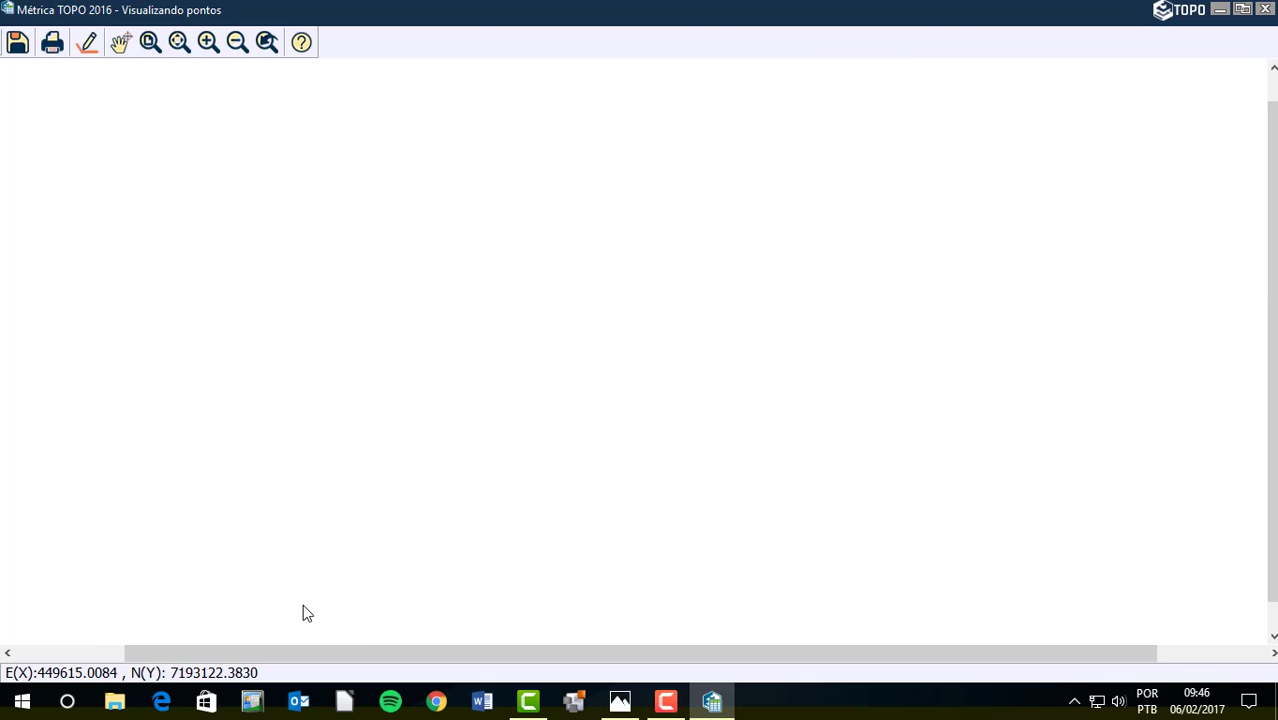 Métrica TOPO 2016 - Visualizando pontos
TOPO
E(X):449615.0084 , N(Y): 7193122.3830
POR
PTB
09:46
06/02/2017